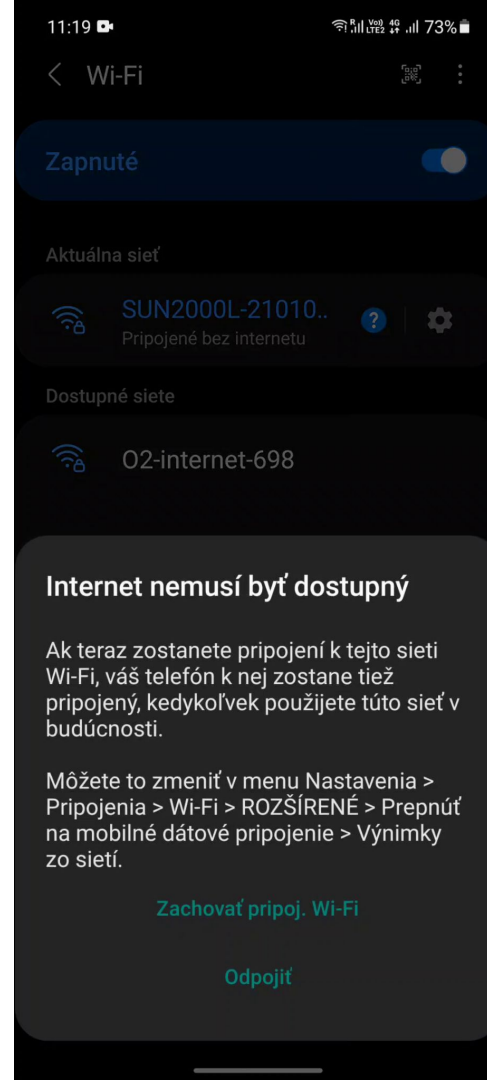 11:19 73%
Wi-Fi
Zapnuté
Aktuálna sieť
SUN2000L-21010..
Pripojené bez internetu
Dostupné siete
O2-internet-698
Internet nemusí byť dostupný
Ak teraz zostanete pripojení k tejto sieti
Wi-Fi, váš telefón k nej zostane tiež
pripojený, kedykoľvek použijete túto sieť v
budúcnosti.
Môžete to zmeniť v menu Nastavenia >
Pripojenia > Wi-Fi > ROZŠÍRENÉ > Prepnúť
na mobilné dátové pripojenie > Výnimky
zo sietí.
Zachovať pripoj. Wi-Fi
Odpojiť